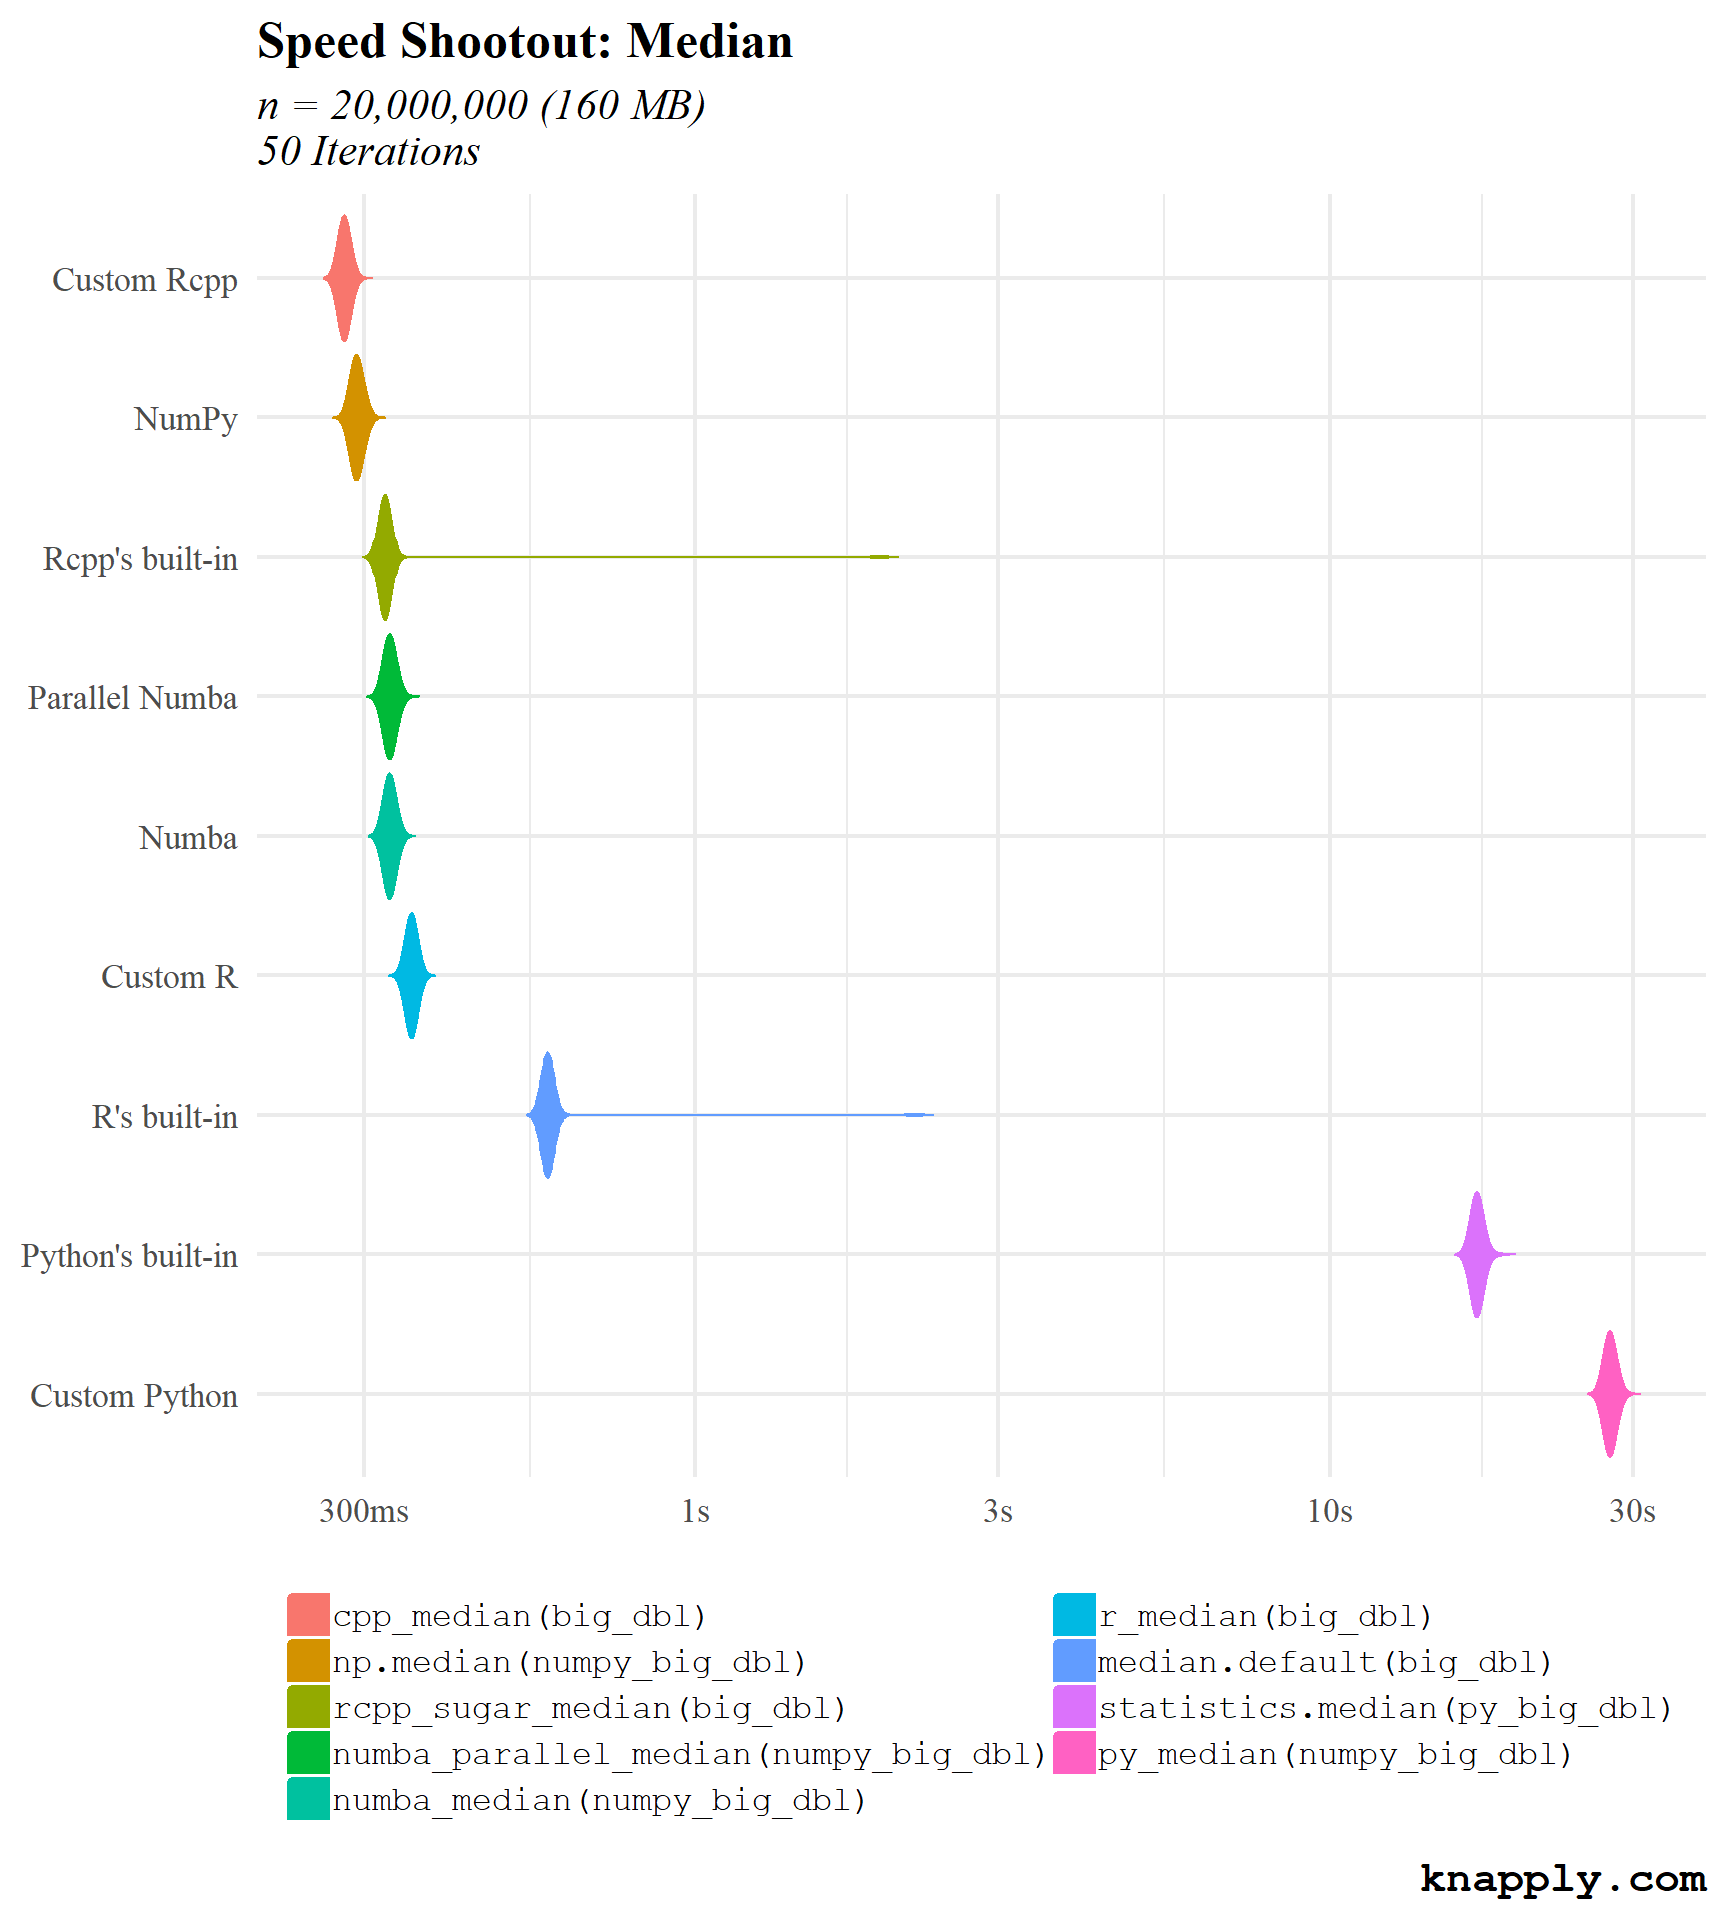 Speed Shootout: Median
n = 20,000,000 (160 MB)
50 Iterations
Custom Rcpp
NumPy
Rcpp's built-in
Parallel Numba
Numba
Custom R
R's built-in
Python's built-in
Custom Python
300ms 1s 3s 10s 30s
cpp_median(big_dbl)
np.median(numpy_big_dbl)
rcpp_sugar_median(big_dbl)
numba_parallel_median(numpy_big_dbl)
numba_median(numpy_big_dbl)
r_median(big_dbl)
median.default(big_dbl)
statistics.median(py_big_dbl)
py_median(numpy_big_dbl)
knapply.com